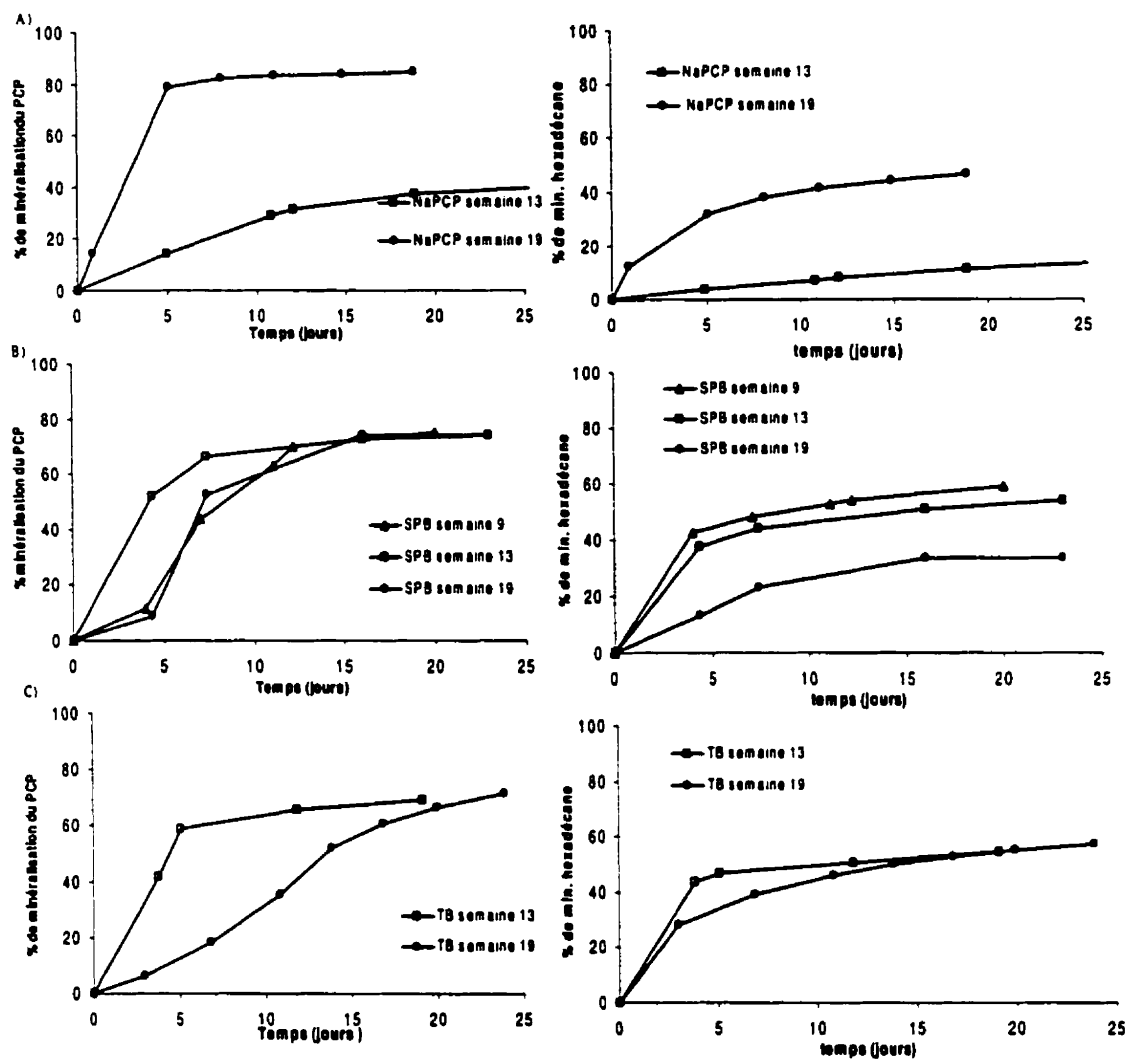 A)
% de minéralisation du PCP
100
80
60
40
20
0
0 5 10 15 20 25
Temps (jours)
NaPCP semaine 13
NaPCP semaine 19
% de min. hexadécane
100
80
60
40
20
0
0 5 10 15 20 25
temps (jours)
NaPCP semaine 13
NaPCP semaine 19
B)
% minéralisation du PCP
100
80
60
40
20
0
0 5 10 15 20 25
Temps (jours)
SPB semaine 9
SPB semaine 13
SPB semaine 19
% de min. hexadécane
100
80
60
40
20
0
0 5 10 15 20 25
temps (jours)
SPB semaine 9
SPB semaine 13
SPB semaine 19
C)
% de minéralisation du PCP
100
80
60
40
20
0
0 5 10 15 20 25
Temps (jours)
TB semaine 13
TB semaine 19
% de min. hexadécane
100
80
60
40
20
0
0 5 10 15 20 25
temps (jours)
TB semaine 13
TB semaine 19